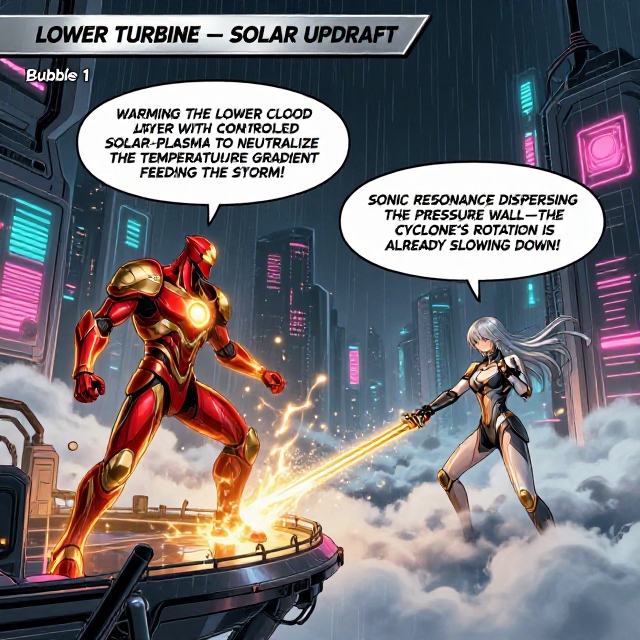 LOWER TURBINE — SOLAR UPDRAFT
Bubble 1
WARMING THE LOWER CLOOD
LAYER WITH CONTROLED
SOLAR-PLASMA TO NEUTRALIZE
THE TEMPERATUURE GRADIENT
FEEDING THE STORM!
SONIC RESONANCE DISPERSING
THE PRESSURE WALL—THE
CYCLONE'S ROTATION IS
ALREADY SLOWING DOWN!